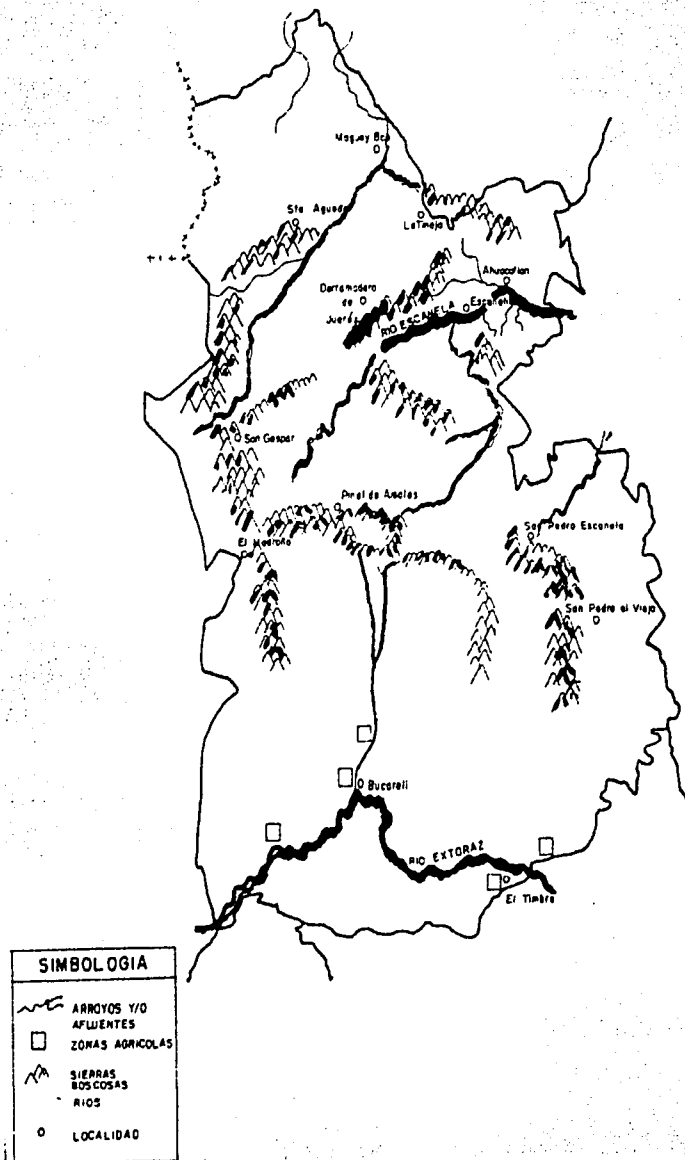 Maguey Bco
Sta. Agueda
La Tinaja
Ahuacatlan
Derramadero
de
Juárez
Escanela
RIO ESCANELA
San Gaspar
Pinal de Amoles
San Pedro Escanela
El Madroño
San Pedro el Viejo
Bucareli
RIO EXTORAZ
El Timbre
SIMBOLOGIA
ARROYOS Y/O
AFLUENTES
ZONAS AGRICOLAS
SIERRAS
BOSCOSAS
RIOS
LOCALIDAD